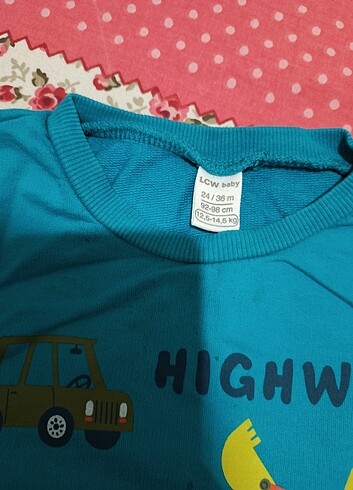 LCW baby
24 / 36 m
92-98 cm
12,5-14,5 kg
HIGHW